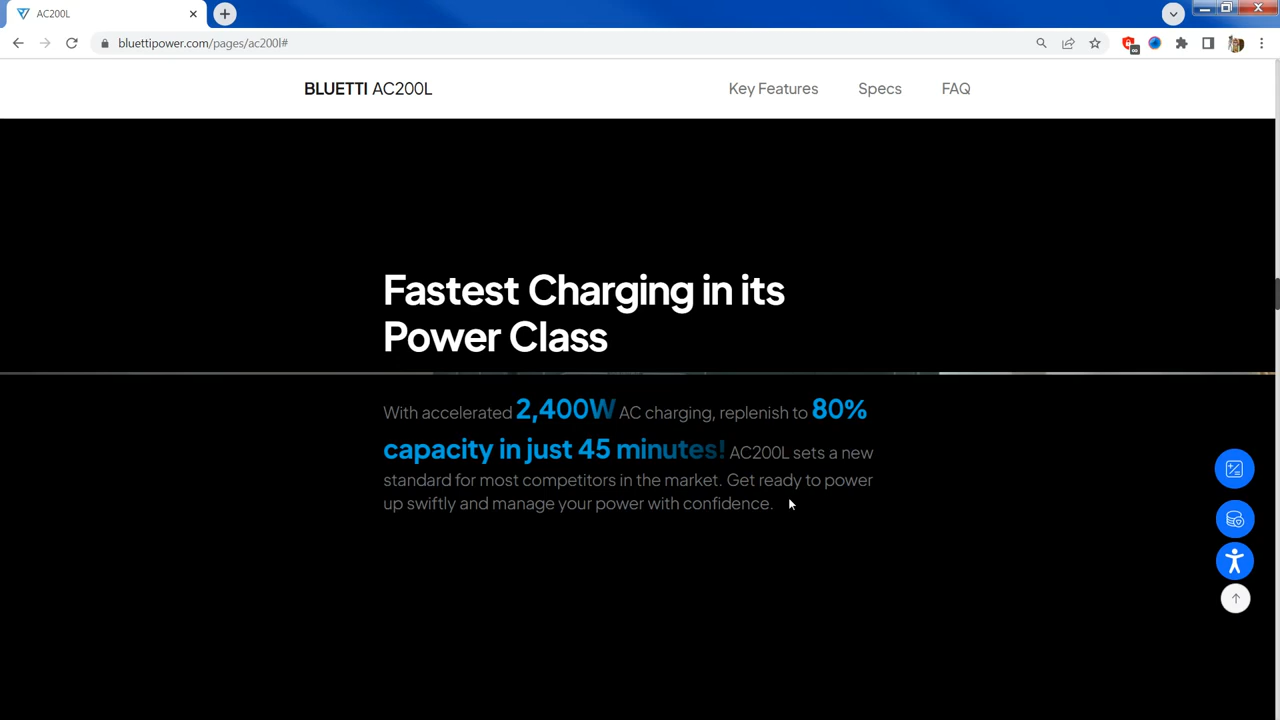 AC200L
bluettipower.com/pages/ac200l#
BLUETTI AC200L
Key Features
Specs
FAQ
Fastest Charging in its
Power Class
With accelerated 2,400W AC charging, replenish to 80%
capacity in just 45 minutes! AC200L sets a new
standard for most competitors in the market. Get ready to power
up swiftly and manage your power with confidence.